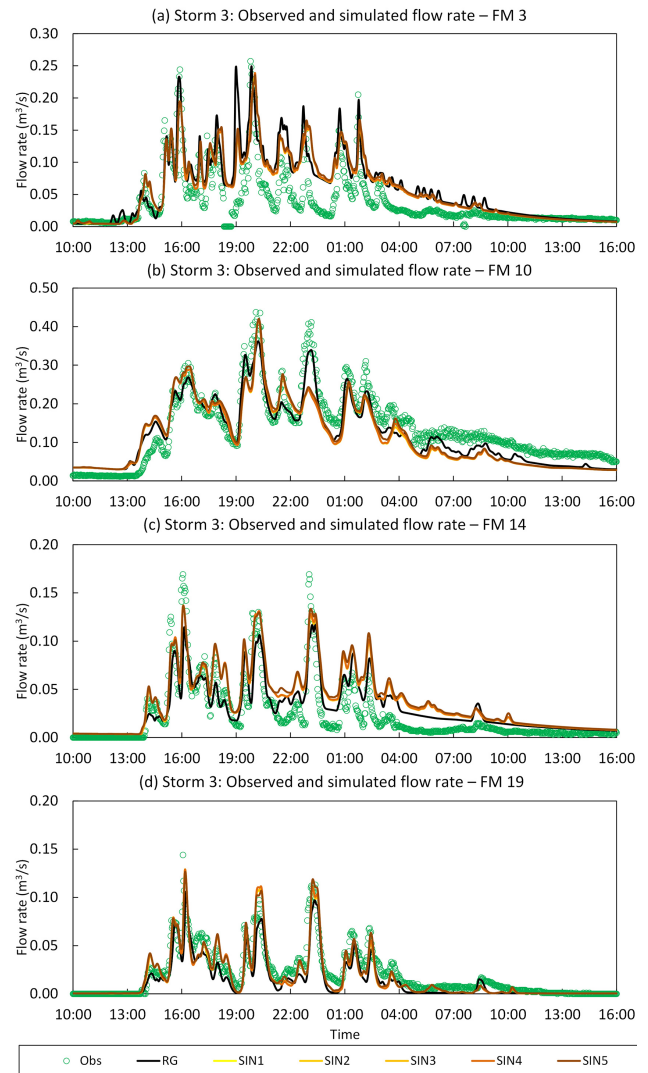 (a) Storm 3: Observed and simulated flow rate – FM 3
Flow rate (m³/s)
0.30
0.25
0.20
0.15
0.10
0.05
0.00
10:00 13:00 16:00 19:00 22:00 01:00 04:00 07:00 10:00 13:00 16:00
(b) Storm 3: Observed and simulated flow rate – FM 10
Flow rate (m³/s)
0.50
0.40
0.30
0.20
0.10
0.00
10:00 13:00 16:00 19:00 22:00 01:00 04:00 07:00 10:00 13:00 16:00
(c) Storm 3: Observed and simulated flow rate – FM 14
Flow rate (m³/s)
0.20
0.15
0.10
0.05
0.00
10:00 13:00 16:00 19:00 22:00 01:00 04:00 07:00 10:00 13:00 16:00
(d) Storm 3: Observed and simulated flow rate – FM 19
Flow rate (m³/s)
0.20
0.15
0.10
0.05
0.00
10:00 13:00 16:00 19:00 22:00 01:00 04:00 07:00 10:00 13:00 16:00
Time
Obs RG SIN1 SIN2 SIN3 SIN4 SIN5